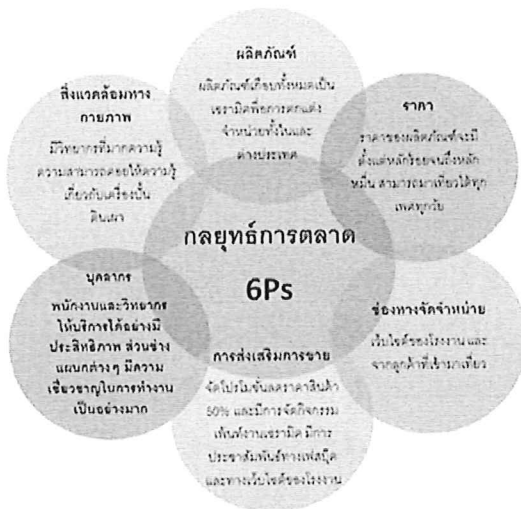 ผลิตภัณฑ์
ผลิตภัณฑ์เกือบทั้งหมดเป็น
เซรามิคเพื่อการตกแต่ง
จำหน่ายทั้งในและ
ต่างประเทศ
ราคา
ราคาของผลิตภัณฑ์จะมี
ตั้งแต่หลักร้อยจนถึงหลัก
หมื่น สามารถมาเที่ยวได้ทุก
เพศทุกวัย
ช่องทางจัดจำหน่าย
เว็บไซต์ของโรงงาน และ
จากลูกค้าที่เข้ามาเที่ยว
การส่งเสริมการขาย
จัดโปรโมชั่นลดราคาสินค้า
50% และมีการจัดกิจกรรม
เพ้นท์งานเซรามิค มีการ
ประชาสัมพันธ์ทางเฟสบุ๊ค
และทางเว็บไซต์ของโรงงาน
บุคลากร
พนักงานและวิทยากร
ให้บริการได้อย่างมี
ประสิทธิภาพ ส่วนช่าง
แผนกต่างๆ มีความ
เชี่ยวชาญในการทำงาน
เป็นอย่างมาก
สิ่งแวดล้อมทาง
กายภาพ
มีวิทยากรที่มากความรู้
ความสามารถคอยให้ความรู้
เกี่ยวกับเครื่องปั้น
ดินเผา
กลยุทธ์การตลาด
6Ps